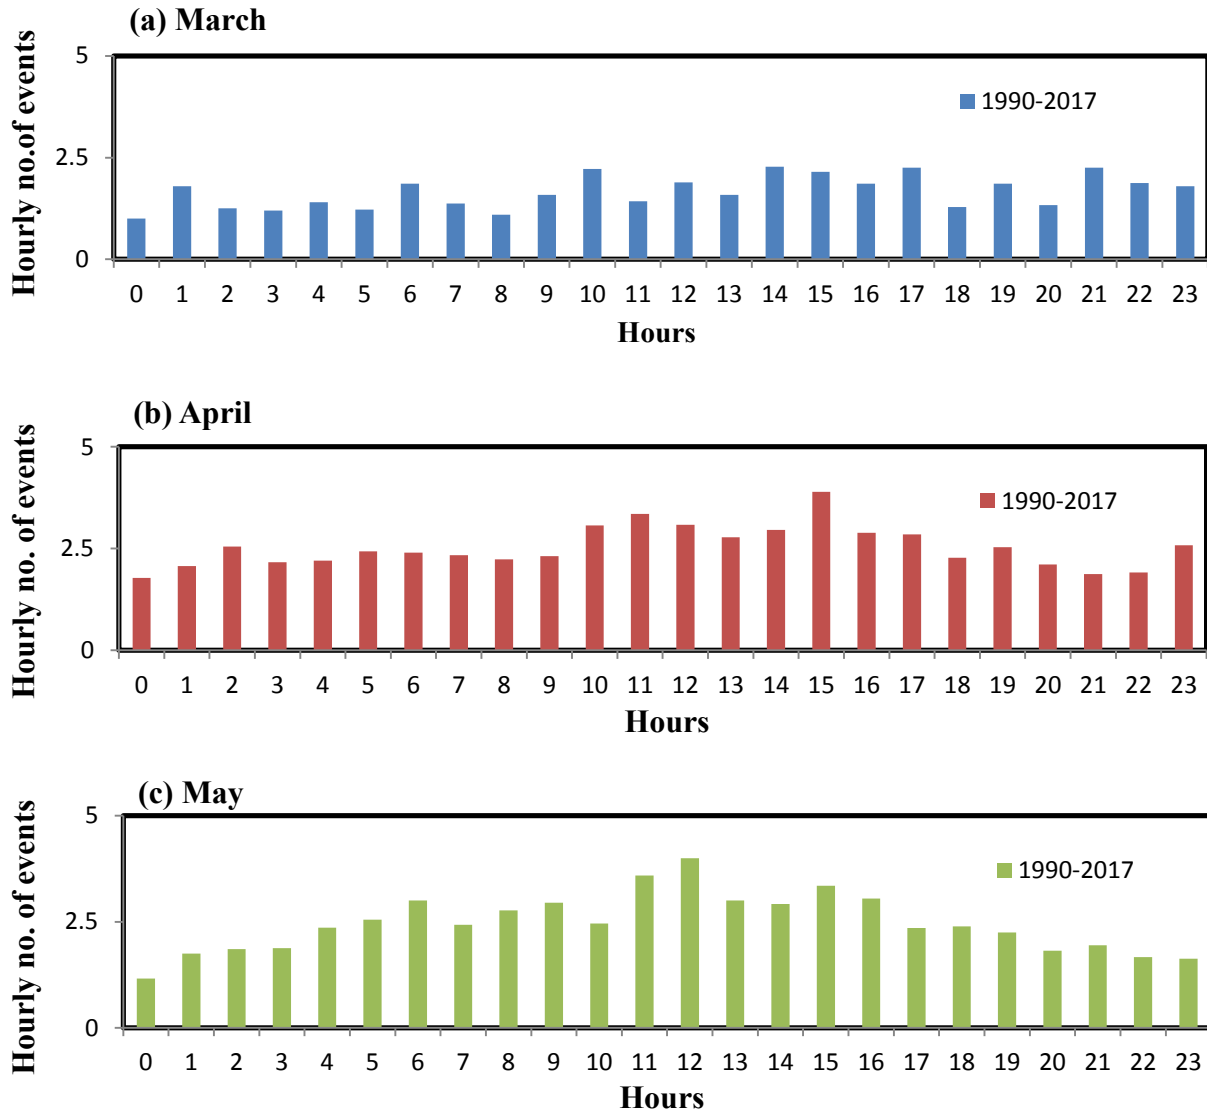 (a) March
Hourly no.of events
5
2.5
0
1990-2017
0 1 2 3 4 5 6 7 8 9 10 11 12 13 14 15 16 17 18 19 20 21 22 23
Hours
(b) April
Hourly no. of events
5
2.5
0
1990-2017
0 1 2 3 4 5 6 7 8 9 10 11 12 13 14 15 16 17 18 19 20 21 22 23
Hours
(c) May
Hourly no. of events
5
2.5
0
1990-2017
0 1 2 3 4 5 6 7 8 9 10 11 12 13 14 15 16 17 18 19 20 21 22 23
Hours